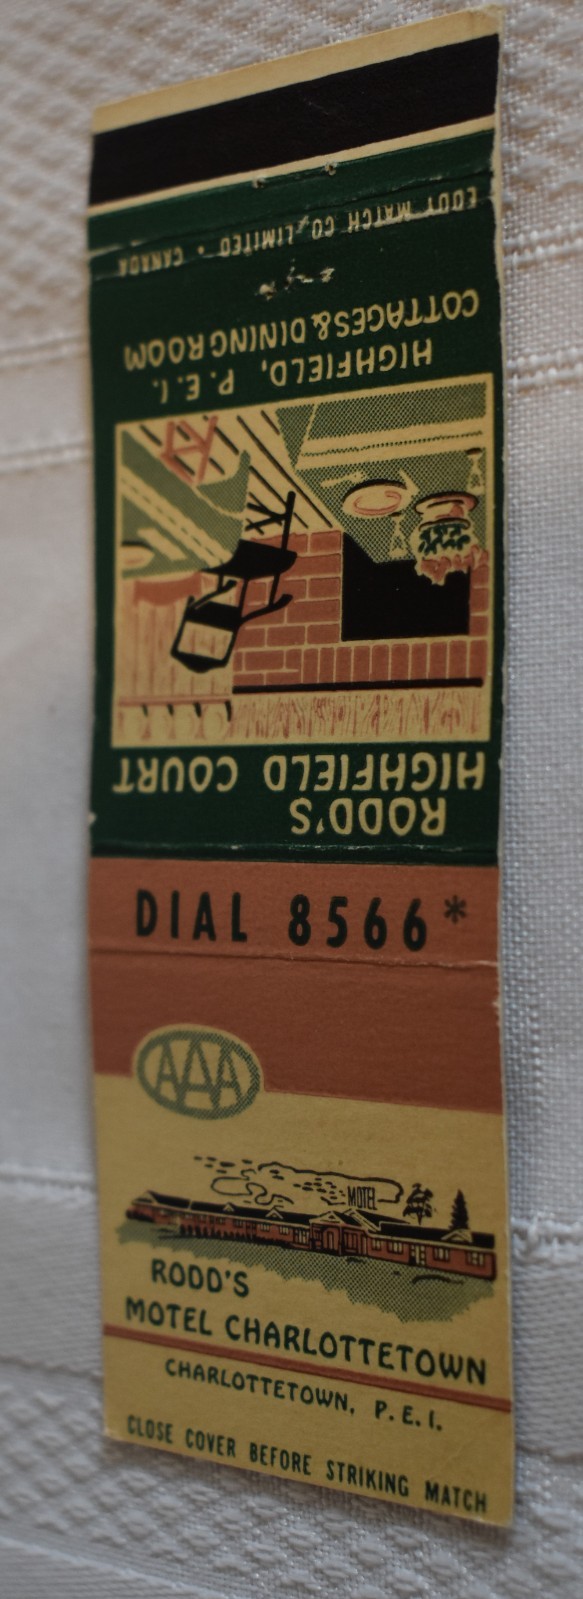 RODD'S
HIGHFIELD COURT
HIGHFIELD, P. E. I.
COTTAGES & DINING ROOM
EDDY MATCH CO. LIMITED • CANADA
DIAL 8566*
AAA
MOTEL
RODD'S
MOTEL CHARLOTTETOWN
CHARLOTTETOWN, P. E. I.
CLOSE COVER BEFORE STRIKING MATCH